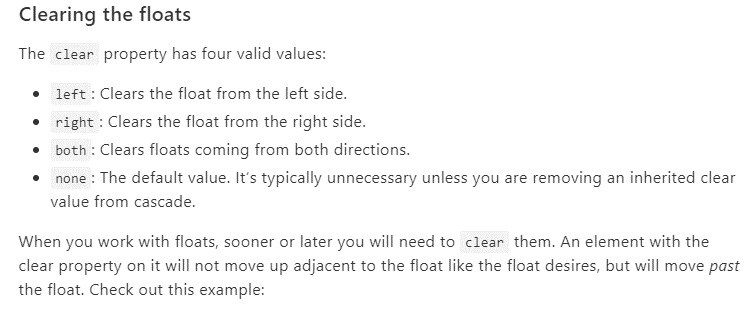 Clearing the floats
The clear property has four valid values:
• left: Clears the float from the left side.
• right: Clears the float from the right side.
• both: Clears floats coming from both directions.
• none: The default value. It's typically unnecessary unless you are removing an inherited clear
value from cascade.
When you work with floats, sooner or later you will need to clear them. An element with the
clear property on it will not move up adjacent to the float like the float desires, but will move past
the float. Check out this example: